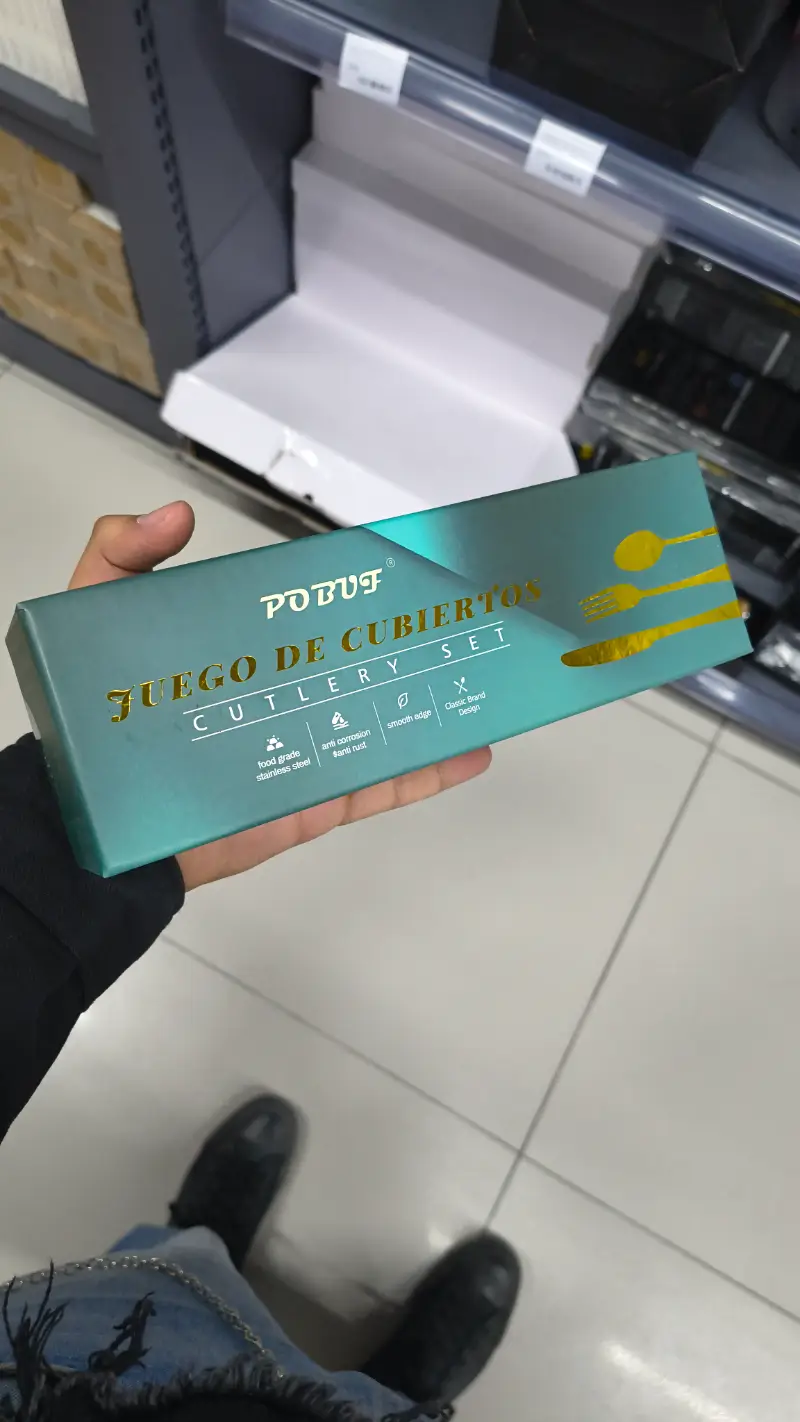 POBUF®
JUEGO DE CUBIERTOS
CUTLERY SET
food grade
stainless steel
anti corrosion
&anti rust
smooth edge
Classic Brand
Design